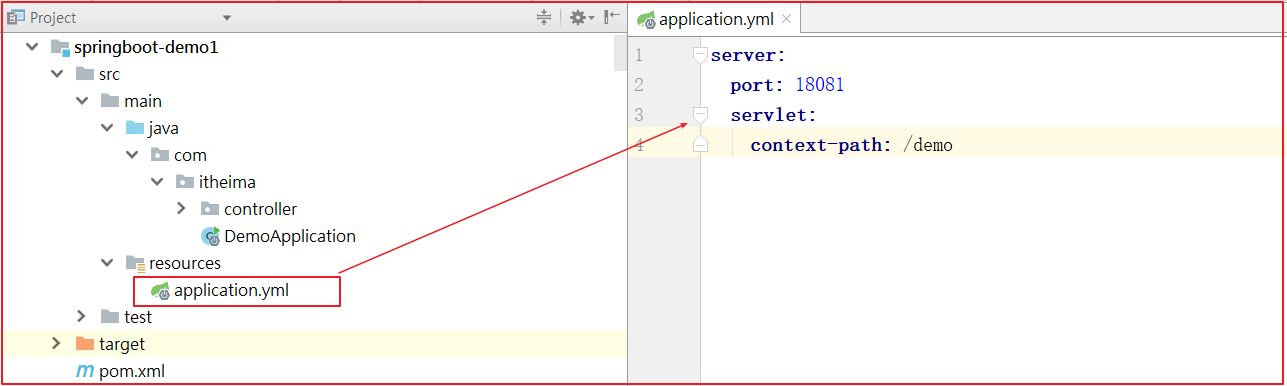 Project
springboot-demo1
src
main
java
com
itheima
controller
DemoApplication
resources
application.yml
test
target
pom.xml
application.yml
1 server:
2 port: 18081
3 servlet:
4 context-path: /demo